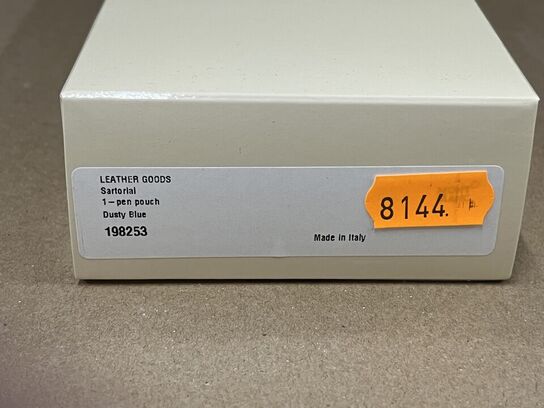 LEATHER GOODS
Sartorial
1-pen pouch
Dusty Blue
198253
Made in Italy
8144.